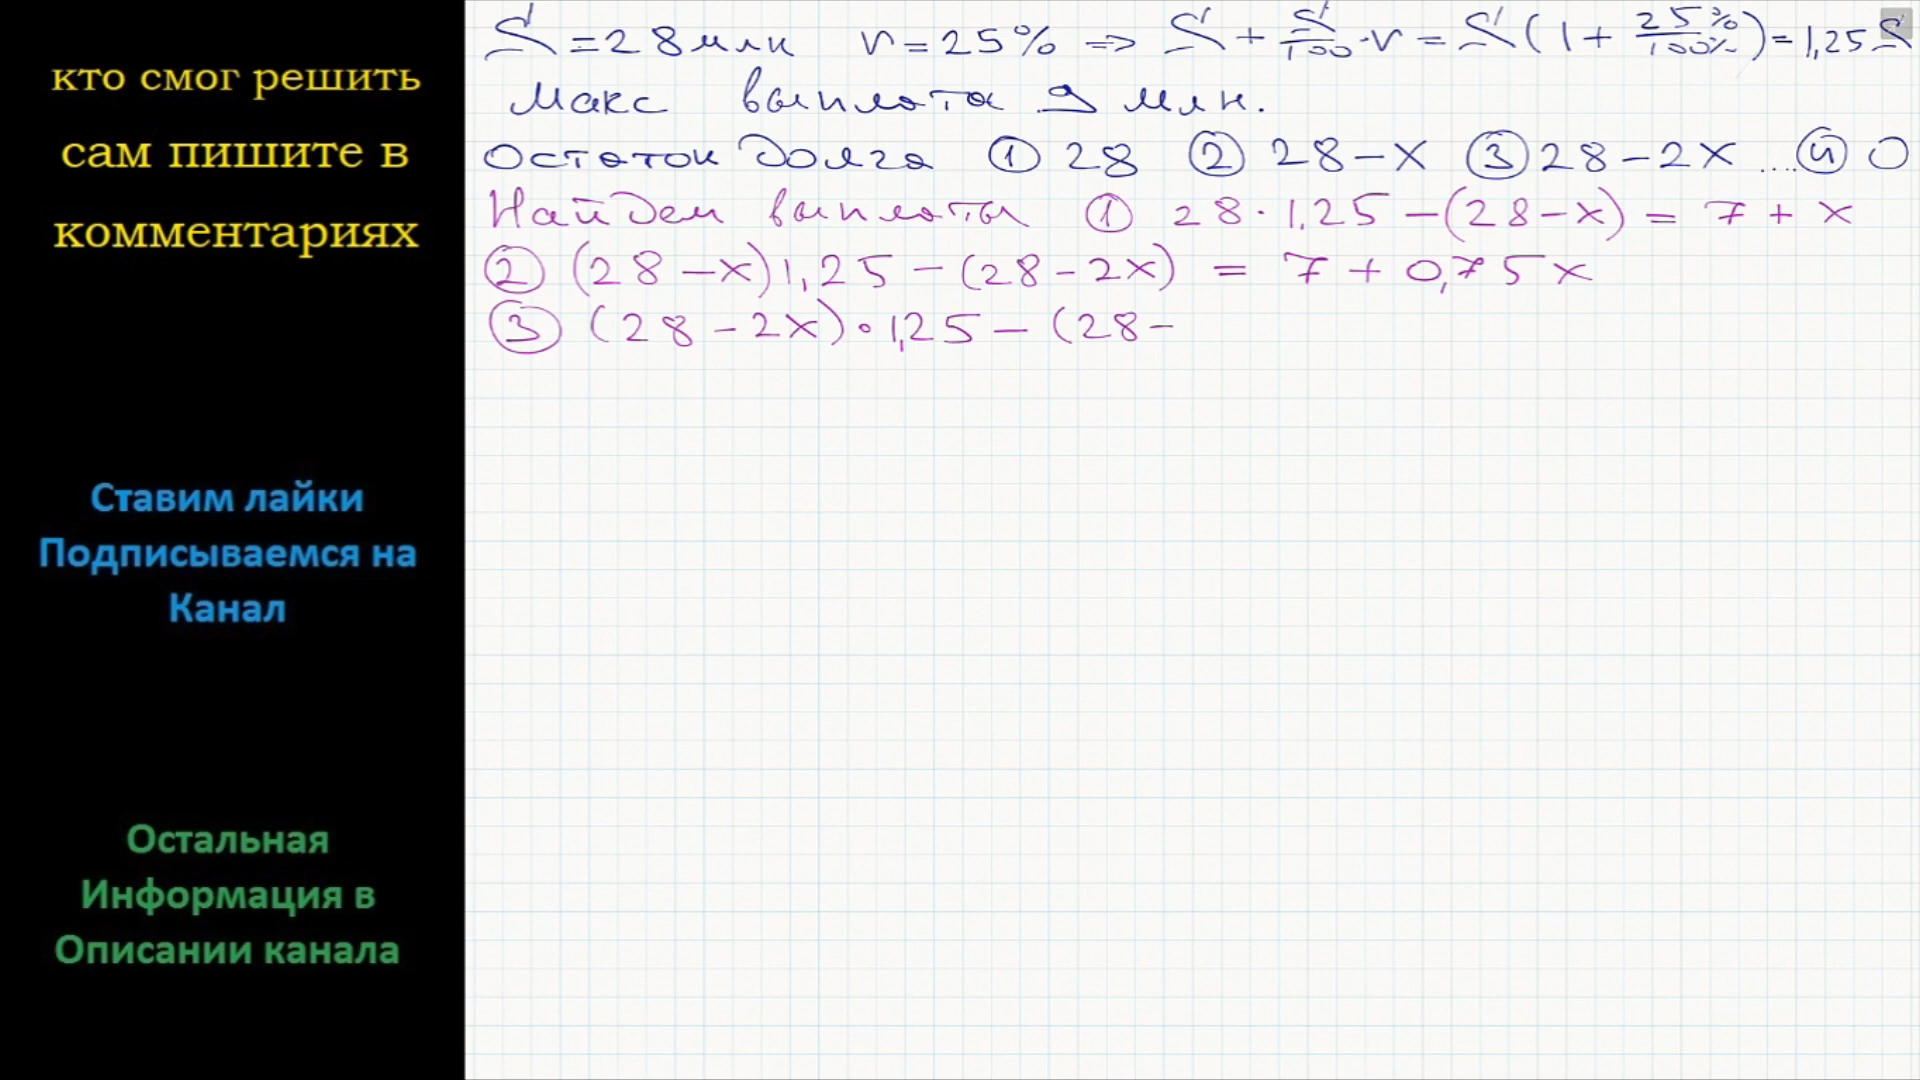 кто смог решить
сам пишите в
комментариях
Ставим лайки
Подписываемся на
Канал
Остальная
Информация в
Описании канала
S = 28 млн r = 25% => S + S/100 · r = S(1 + 25%/100%) = 1,25 S
Макс выплата 9 млн.
Остаток долга ① 28 ② 28 - x ③ 28 - 2x .... ⓝ 0
Найдем выплаты ① 28 · 1,25 - (28 - x) = 7 + x
② (28 - x) 1,25 - (28 - 2x) = 7 + 0,75 x
③ (28 - 2x) · 1,25 - (28 -